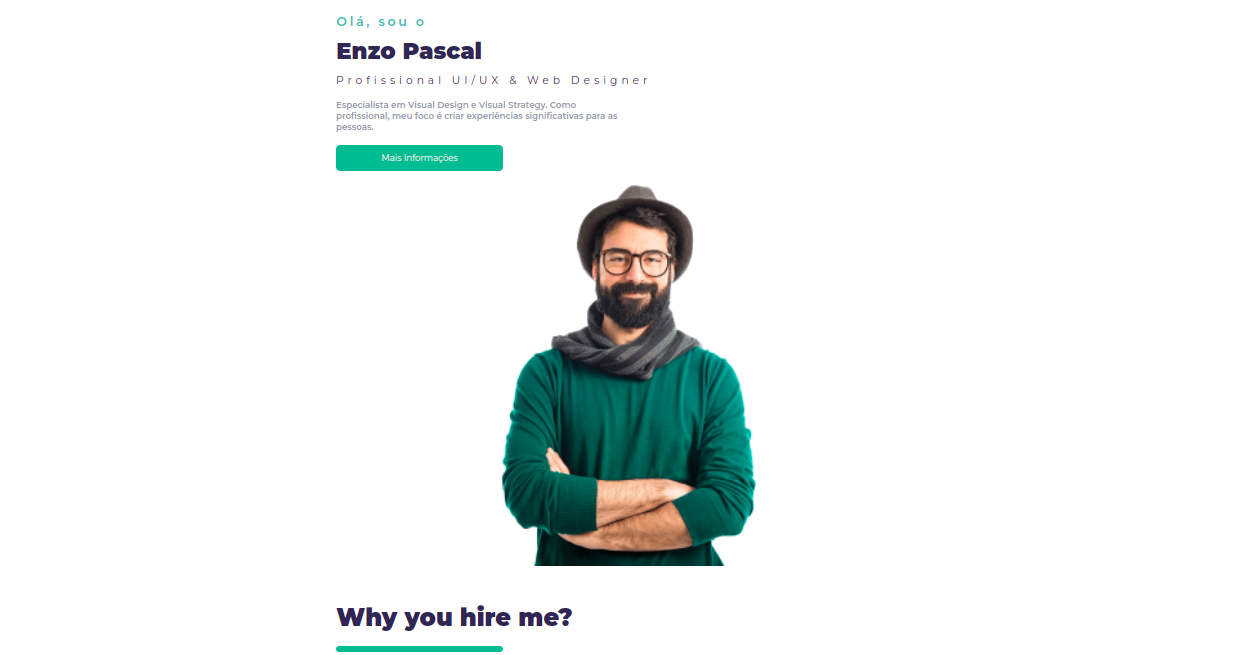 Olá, sou o
Enzo Pascal
Profissional UI/UX & Web Designer
Especialista em Visual Design e Visual Strategy. Como
profissional, meu foco é criar experiências significativas para as
pessoas.
Mais Informações
Why you hire me?